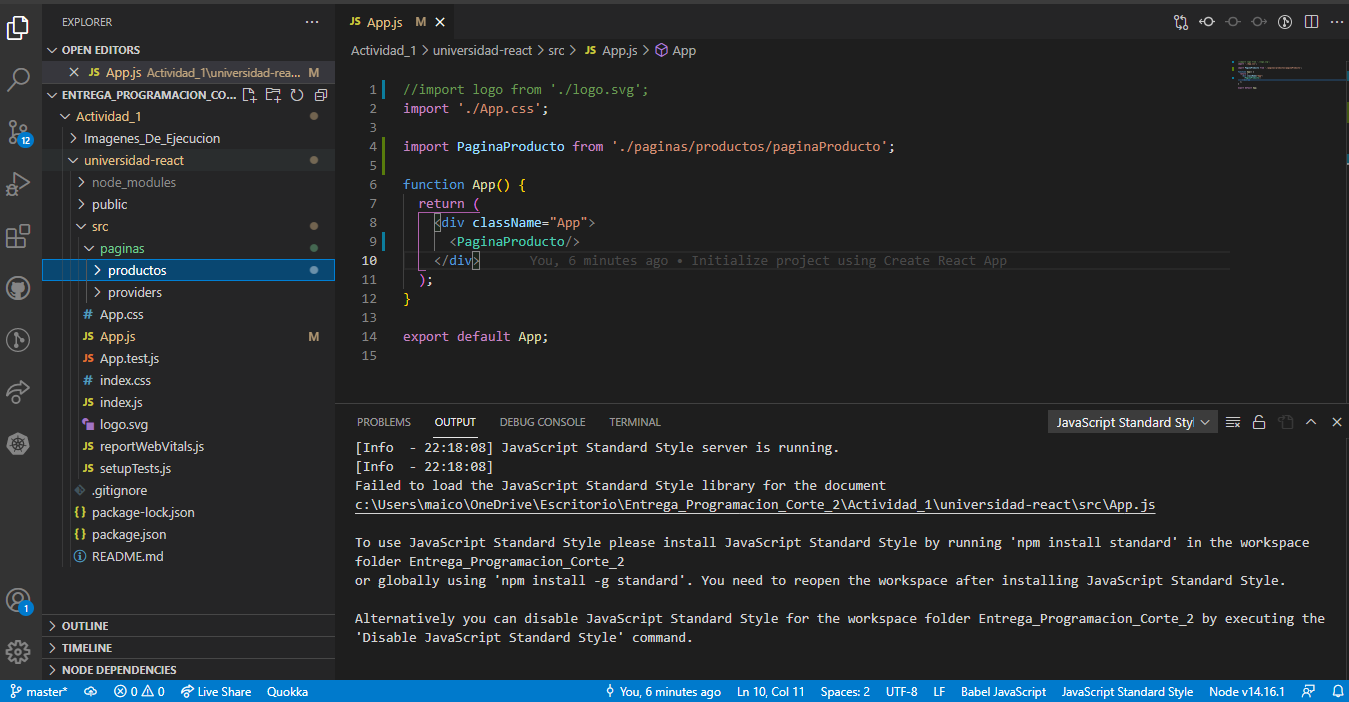 EXPLORER
OPEN EDITORS
App.js Actividad_1\universidad-rea... M
ENTREGA_PROGRAMACION_CO...
Actividad_1
Imagenes_De_Ejecucion
universidad-react
node_modules
public
src
paginas
productos
providers
# App.css
JS App.js M
JS App.test.js
# index.css
JS index.js
logo.svg
JS reportWebVitals.js
JS setupTests.js
.gitignore
{} package-lock.json
{} package.json
README.md
OUTLINE
TIMELINE
NODE DEPENDENCIES
12
1
JS App.js M
Actividad_1 > universidad-react > src > JS App.js > App
1 //import logo from './logo.svg';
2 import './App.css';
3
4 import PaginaProducto from './paginas/productos/paginaProducto';
5
6 function App() {
7 return (
8 <div className="App">
9 <PaginaProducto/>
10 </div> You, 6 minutes ago • Initialize project using Create React App
11 );
12 }
13
14 export default App;
15
PROBLEMS OUTPUT DEBUG CONSOLE TERMINAL JavaScript Standard Styl
[Info  - 22:18:08] JavaScript Standard Style server is running.
[Info  - 22:18:08]
Failed to load the JavaScript Standard Style library for the document
c:\Users\maico\OneDrive\Escritorio\Entrega_Programacion_Corte_2\Actividad_1\universidad-react\src\App.js
To use JavaScript Standard Style please install JavaScript Standard Style by running 'npm install standard' in the workspace
folder Entrega_Programacion_Corte_2
or globally using 'npm install -g standard'. You need to reopen the workspace after installing JavaScript Standard Style.
Alternatively you can disable JavaScript Standard Style for the workspace folder Entrega_Programacion_Corte_2 by executing the
'Disable JavaScript Standard Style' command.
master* 0 0 Live Share Quokka You, 6 minutes ago Ln 10, Col 11 Spaces: 2 UTF-8 LF Babel JavaScript JavaScript Standard Style Node v14.16.1